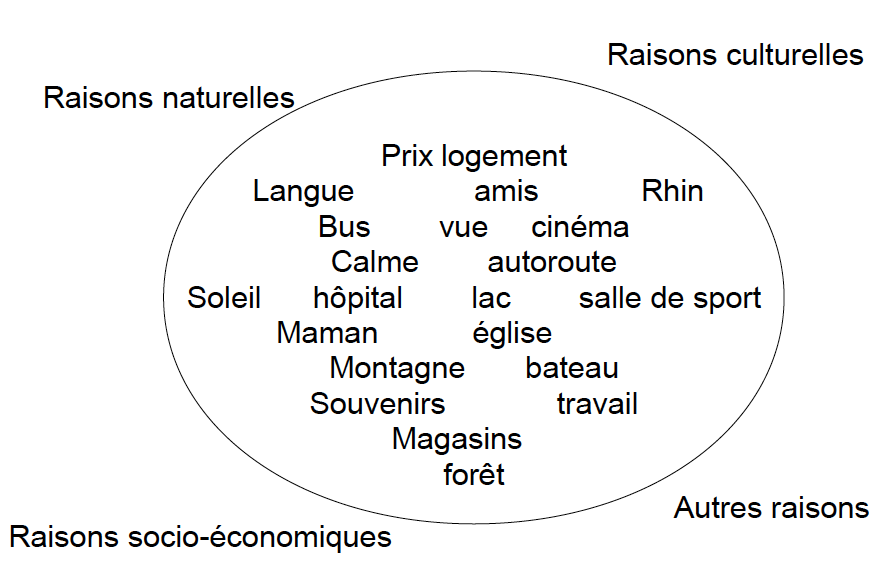 Raisons culturelles
Raisons naturelles
Prix logement
Langue amis Rhin
Bus vue cinéma
Calme autoroute
Soleil hôpital lac salle de sport
Maman église
Montagne bateau
Souvenirs travail
Magasins
forêt
Autres raisons
Raisons socio-économiques